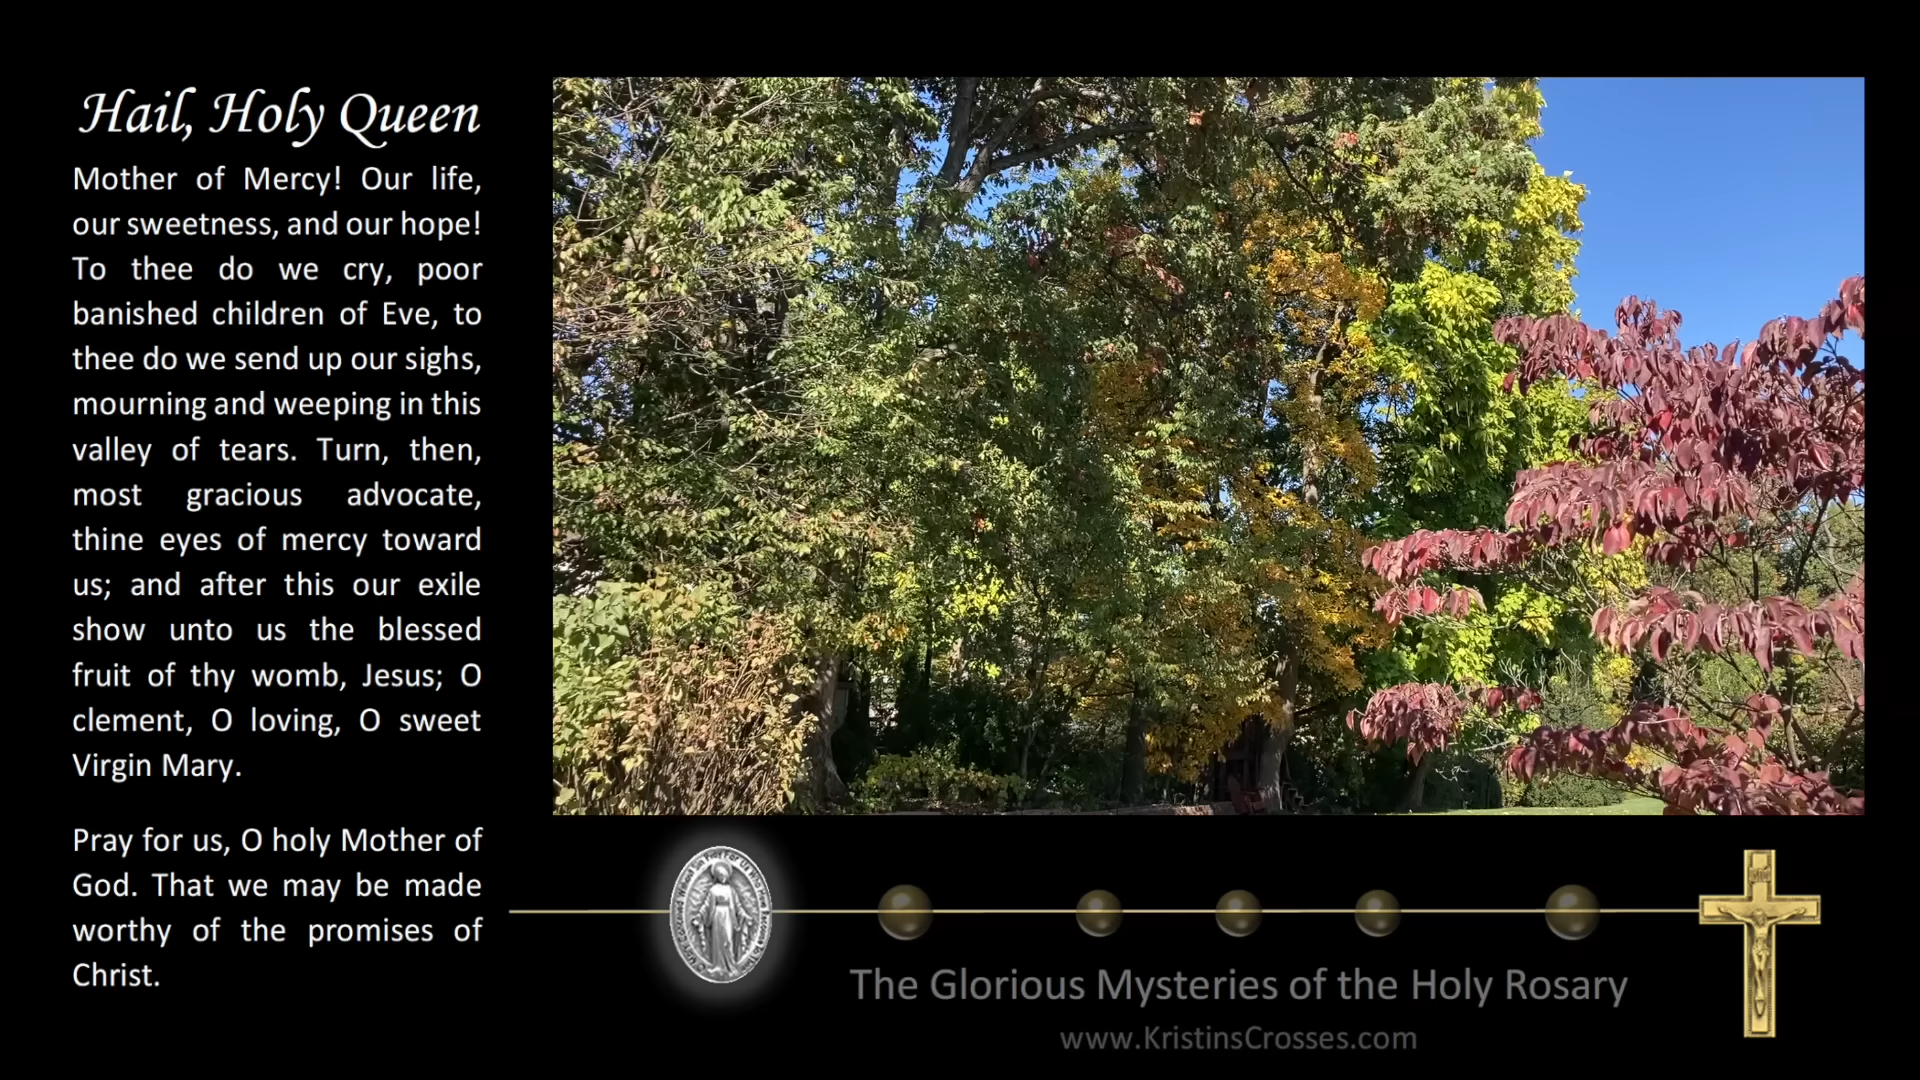 Hail, Holy Queen
Mother of Mercy! Our life,
our sweetness, and our hope!
To thee do we cry, poor
banished children of Eve, to
thee do we send up our sighs,
mourning and weeping in this
valley of tears. Turn, then,
most gracious advocate,
thine eyes of mercy toward
us; and after this our exile
show unto us the blessed
fruit of thy womb, Jesus; O
clement, O loving, O sweet
Virgin Mary.
Pray for us, O holy Mother of
God. That we may be made
worthy of the promises of
Christ.
The Glorious Mysteries of the Holy Rosary
www.KristinsCrosses.com